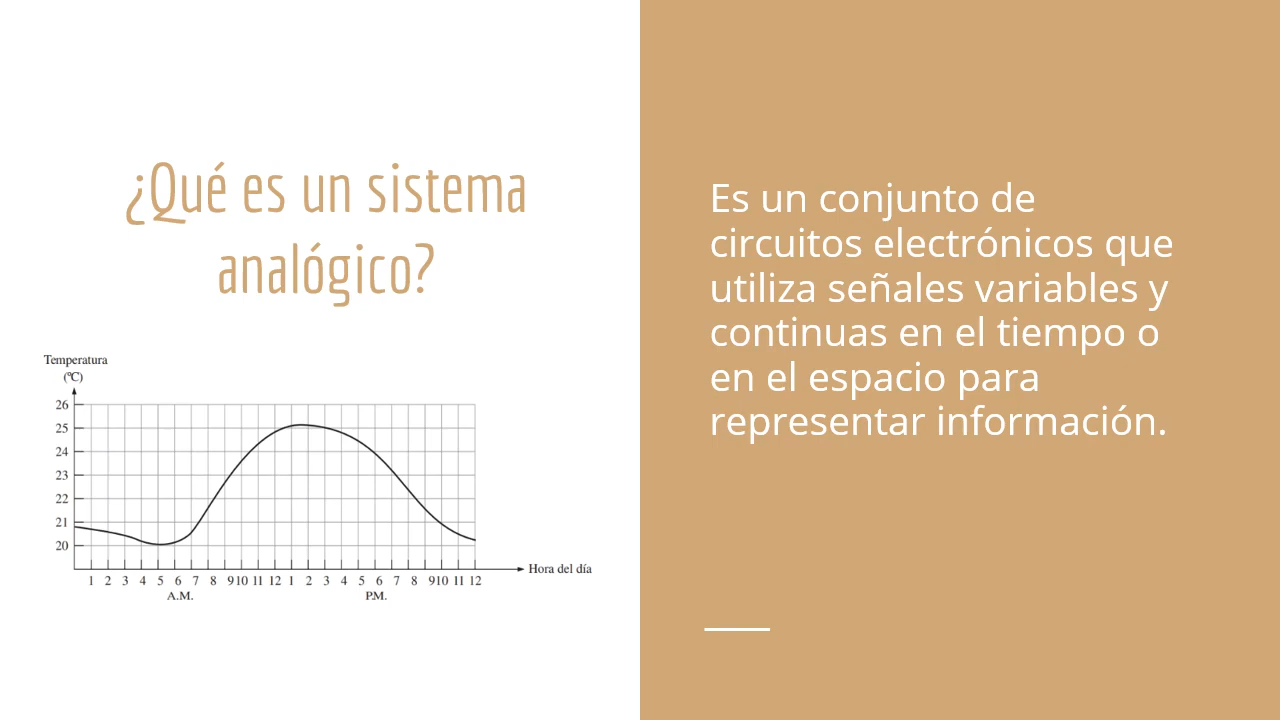 ¿Qué es un sistema
analógico?
Temperatura
(ºC)
26
25
24
23
22
21
20
1 2 3 4 5 6 7 8 9 10 11 12 1 2 3 4 5 6 7 8 9 10 11 12
Hora del día
A.M. P.M.
Es un conjunto de
circuitos electrónicos que
utiliza señales variables y
continuas en el tiempo o
en el espacio para
representar información.